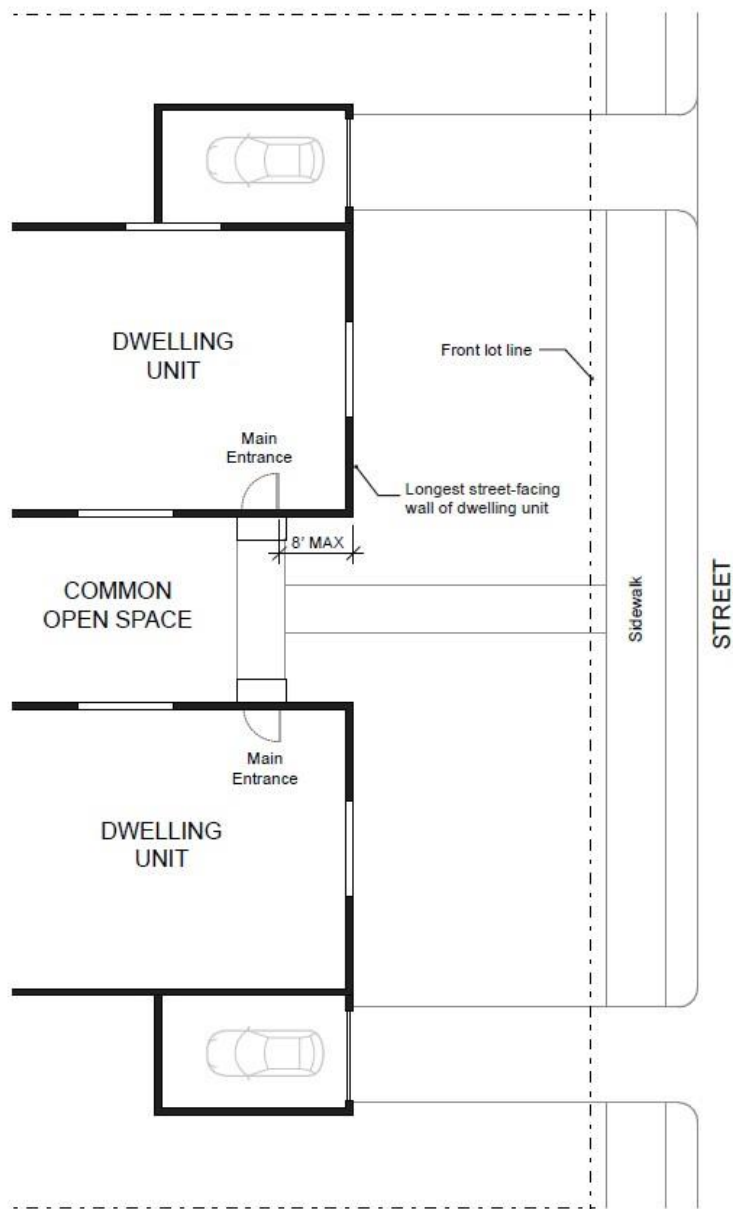 DWELLING
UNIT
Front lot line
Main
Entrance
Longest street-facing
wall of dwelling unit
8' MAX
COMMON
OPEN SPACE
Sidewalk
STREET
Main
Entrance
DWELLING
UNIT